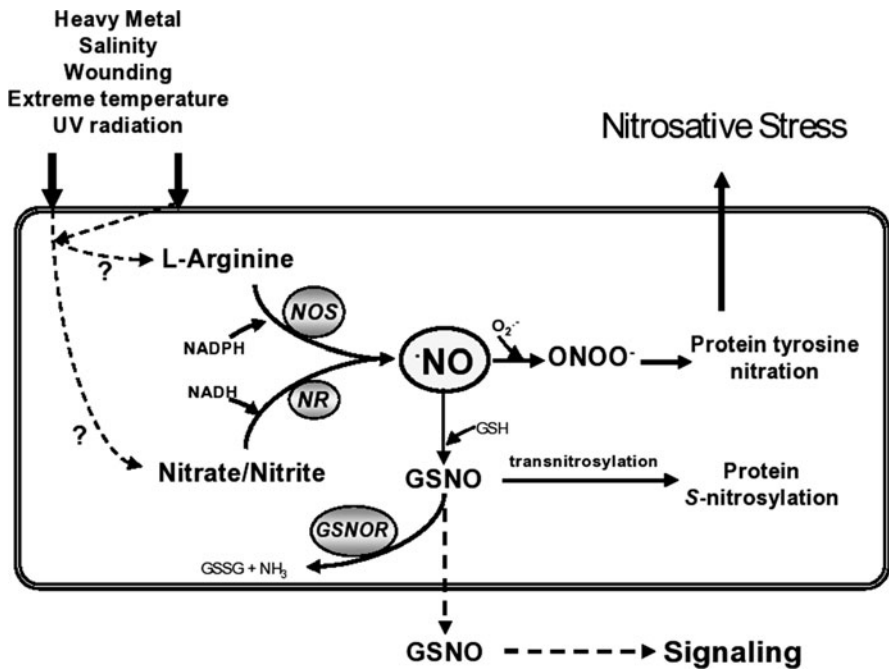 Heavy Metal
Salinity
Wounding
Extreme temperature
UV radiation
Nitrosative Stress
L-Arginine
?
NOS
NADPH
O₂·-
·NO
ONOO-
Protein tyrosine
nitration
NADH
NR
?
GSH
Nitrate/Nitrite
GSNO
transnitrosylation
Protein
S-nitrosylation
GSNOR
GSSG + NH₃
GSNO
Signaling